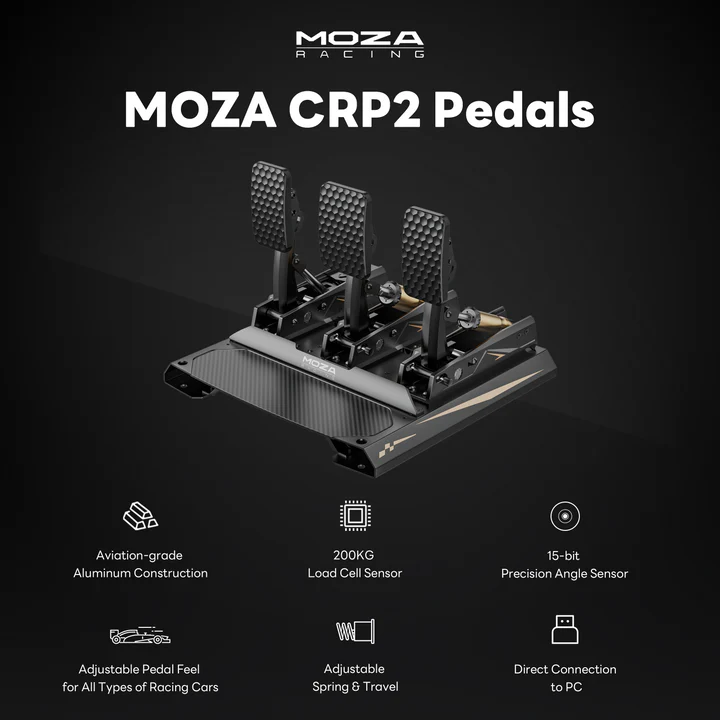 MOZA
RACING
MOZA CRP2 Pedals
MOZA
Aviation-grade
Aluminum Construction
200KG
Load Cell Sensor
15-bit
Precision Angle Sensor
Adjustable Pedal Feel
for All Types of Racing Cars
Adjustable
Spring & Travel
Direct Connection
to PC